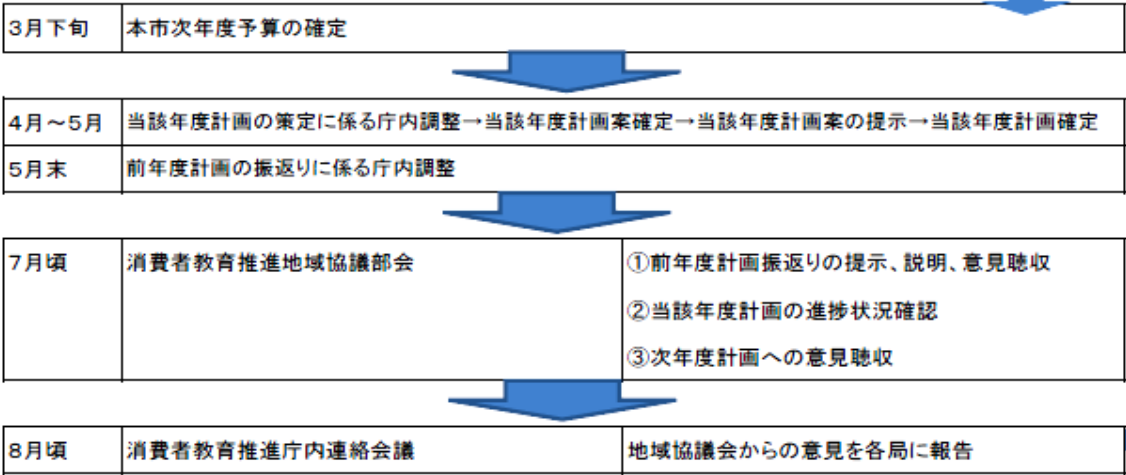 3月下旬 本市次年度予算の確定
4月～5月 当該年度計画の策定に係る庁内調整→当該年度計画案確定→当該年度計画案の提示→当該年度計画確定
5月末 前年度計画の振返りに係る庁内調整
7月頃 消費者教育推進地域協議部会 ①前年度計画振返りの提示、説明、意見聴収
②当該年度計画の進捗状況確認
③次年度計画への意見聴収
8月頃 消費者教育推進庁内連絡会議 地域協議会からの意見を各局に報告